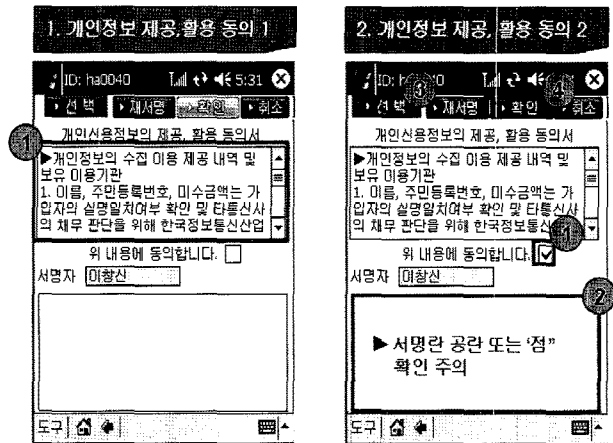 1. 개인정보 제공,활용 동의 1
ID: ha0040
5:31
선 택
재서명
확인
취소
1
개인신용정보의 제공, 활용 동의서
▶개인정보의 수집 이용 제공 내역 및
보유 이용기관
1. 이름, 주민등록번호, 미수금액는 가
입자의 실명일치여부 확인 및 타통신사
의 채무 판단을 위해 한국정보통신산업
위 내용에 동의합니다.
서명자 이창신
도구
2. 개인정보 제공, 활용 동의 2
ID: h
0
5:31
선 택
3
재서명
확인
4
취소
개인신용정보의 제공, 활용 동의서
▶개인정보의 수집 이용 제공 내역 및
보유 이용기관
1. 이름, 주민등록번호, 미수금액는 가
입자의 실명일치여부 확인 및 타통신사
의 채무 판단을 위해 한국정보통신
1
위 내용에 동의합니다.
서명자 이창신
2
▶ 서명란 공란 또는 ‘점”
확인 주의
도구